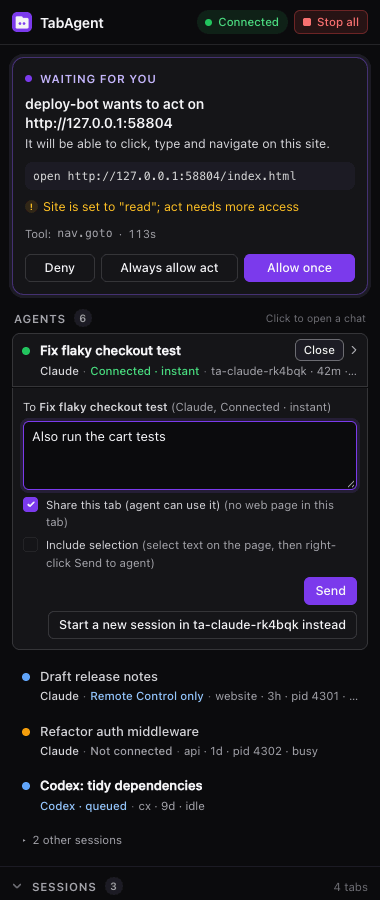 TabAgent
Connected
Stop all
WAITING FOR YOU
deploy-bot wants to act on
http://127.0.0.1:58804
It will be able to click, type and navigate on this site.
open http://127.0.0.1:58804/index.html
! Site is set to "read"; act needs more access
Tool: nav.goto · 113s
Deny
Always allow act
Allow once
AGENTS 6
Click to open a chat
Fix flaky checkout test
Close
Claude · Connected · instant · ta-claude-rk4bqk · 42m ·…
To Fix flaky checkout test (Claude, Connected · instant)
Also run the cart tests
Share this tab (agent can use it) (no web page in this
tab)
Include selection (select text on the page, then right-
click Send to agent)
Send
Start a new session in ta-claude-rk4bqk instead
Draft release notes
Claude · Remote Control only · website · 3h · pid 4301 · …
Refactor auth middleware
Claude · Not connected · api · 1d · pid 4302 · busy
Codex: tidy dependencies
Codex · queued · cx · 9d · idle
2 other sessions
SESSIONS 3
4 tabs